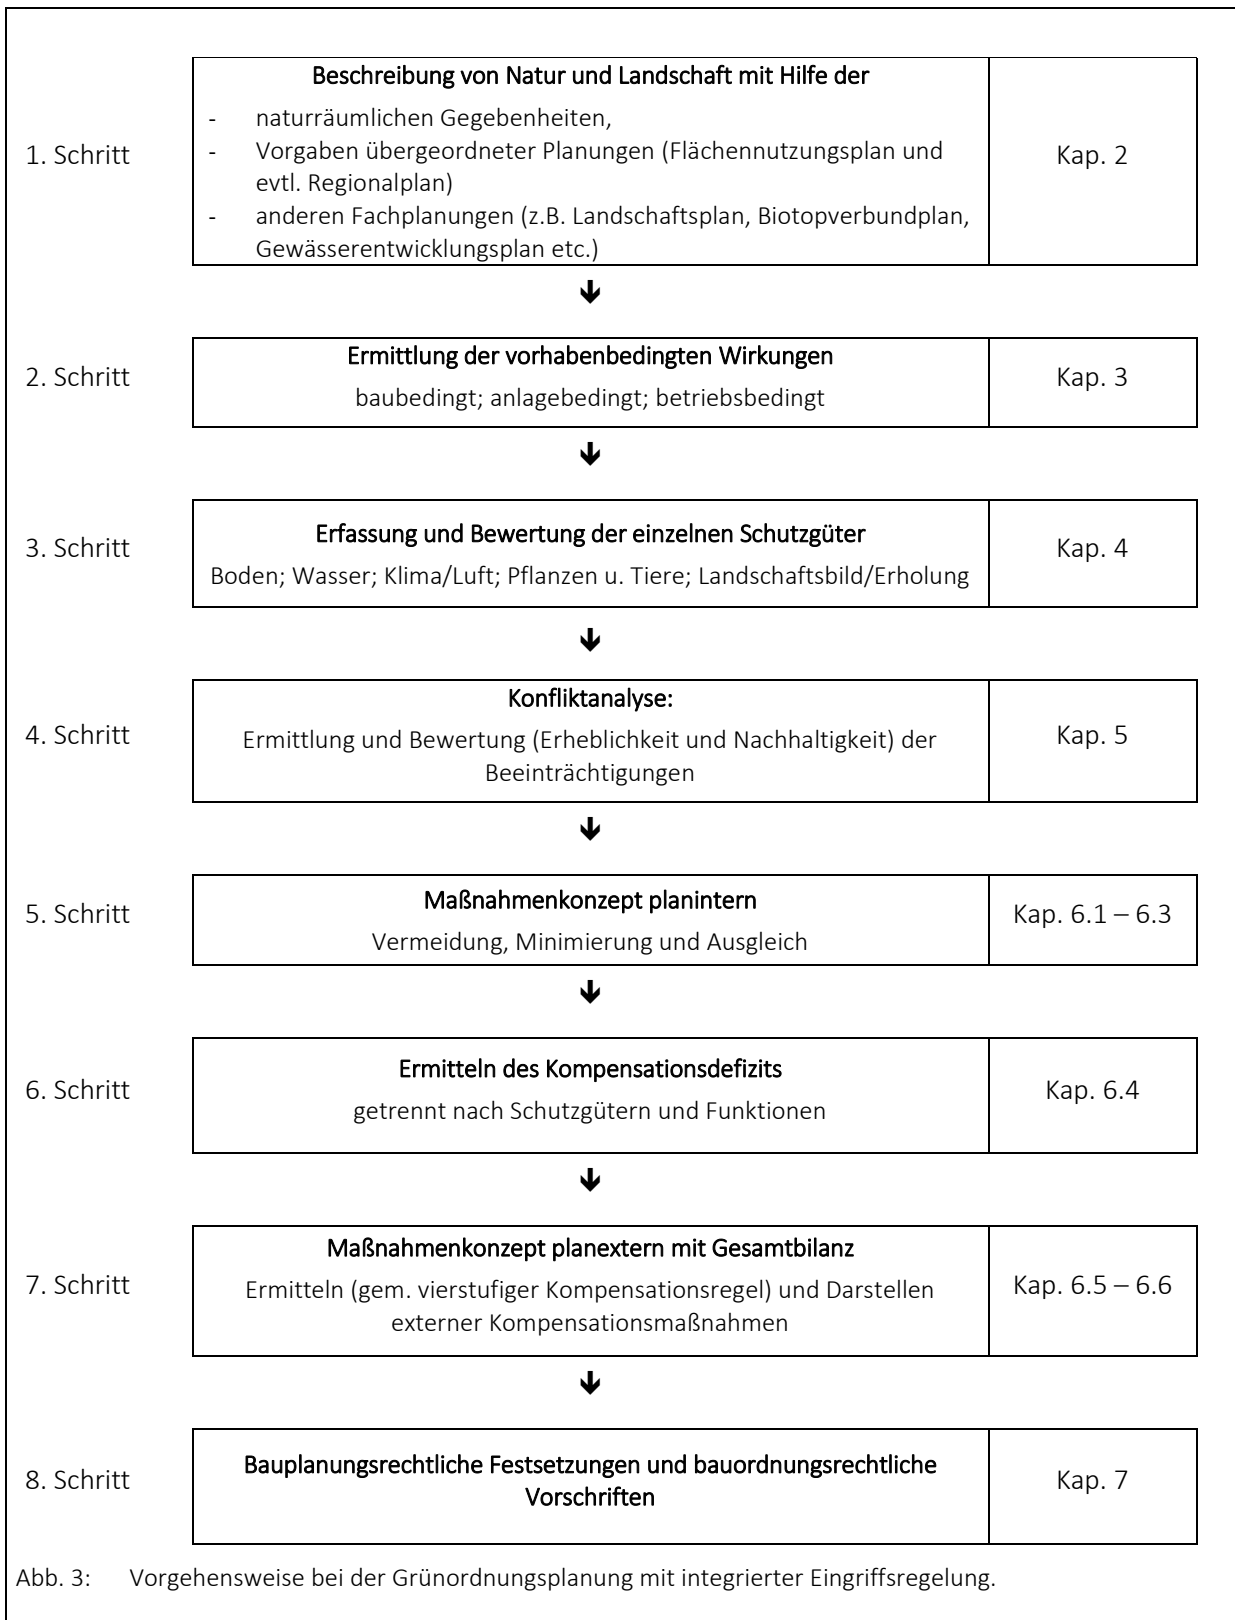 Beschreibung von Natur und Landschaft mit Hilfe der
- naturräumlichen Gegebenheiten,
1. Schritt
- Vorgaben übergeordneter Planungen (Flächennutzungsplan und
evtl. Regionalplan)
Kap. 2
- anderen Fachplanungen (z.B. Landschaftsplan, Biotopverbundplan,
Gewässerentwicklungsplan etc.)
🡫
2. Schritt
Ermittlung der vorhabenbedingten Wirkungen
baubedingt; anlagebedingt; betriebsbedingt
Kap. 3
🡫
3. Schritt
Erfassung und Bewertung der einzelnen Schutzgüter
Boden; Wasser; Klima/Luft; Pflanzen u. Tiere; Landschaftsbild/Erholung
Kap. 4
🡫
4. Schritt
Konfliktanalyse:
Ermittlung und Bewertung (Erheblichkeit und Nachhaltigkeit) der
Beeinträchtigungen
Kap. 5
🡫
5. Schritt
Maßnahmenkonzept planintern
Vermeidung, Minimierung und Ausgleich
Kap. 6.1 – 6.3
🡫
6. Schritt
Ermitteln des Kompensationsdefizits
getrennt nach Schutzgütern und Funktionen
Kap. 6.4
🡫
7. Schritt
Maßnahmenkonzept planextern mit Gesamtbilanz
Ermitteln (gem. vierstufiger Kompensationsregel) und Darstellen
externer Kompensationsmaßnahmen
Kap. 6.5 – 6.6
🡫
8. Schritt
Bauplanungsrechtliche Festsetzungen und bauordnungsrechtliche
Vorschriften
Kap. 7
Abb. 3: Vorgehensweise bei der Grünordnungsplanung mit integrierter Eingriffsregelung.